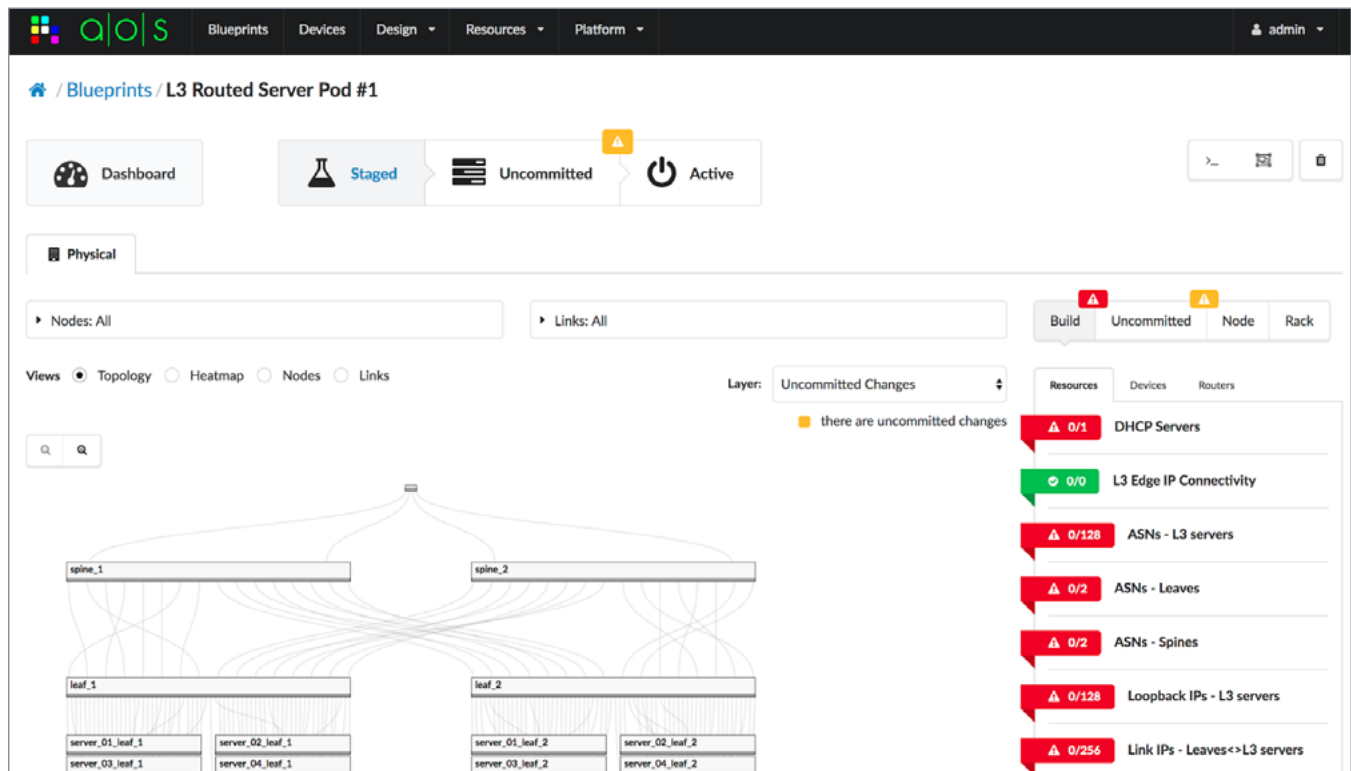 a|o|s Blueprints Devices Design Resources Platform admin
/ Blueprints / L3 Routed Server Pod #1
Dashboard Staged Uncommitted Active >_
Physical
Nodes: All Links: All Build Uncommitted Node Rack
Views Topology Heatmap Nodes Links Layer: Uncommitted Changes Resources Devices Routers
there are uncommitted changes
0/1 DHCP Servers
0/0 L3 Edge IP Connectivity
0/128 ASNs - L3 servers
spine_1 spine_2
0/2 ASNs - Leaves
0/2 ASNs - Spines
leaf_1 leaf_2
0/128 Loopback IPs - L3 servers
server_01_leaf_1 server_02_leaf_1 server_01_leaf_2 server_02_leaf_2
0/256 Link IPs - Leaves<>L3 servers
server_03_leaf_1 server_04_leaf_1 server_03_leaf_2 server_04_leaf_2